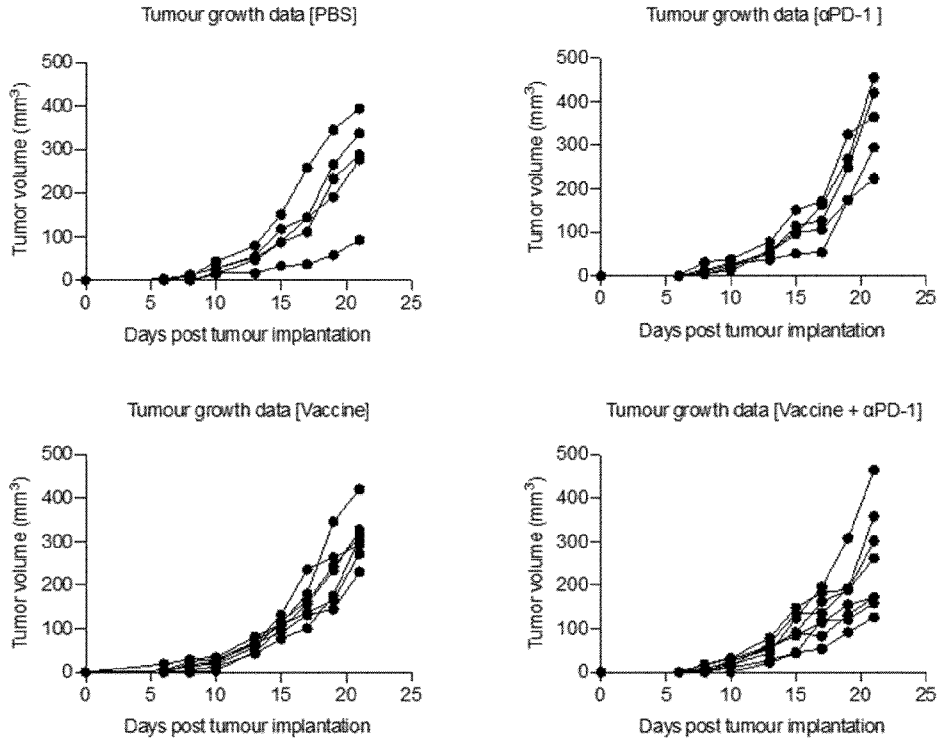 Tumour growth data [PBS]
500
400
300
200
100
0
Tumor volume (mm³)
0 5 10 15 20 25
Days post tumour implantation
Tumour growth data [αPD-1 ]
500
400
300
200
100
0
Tumor volume (mm³)
0 5 10 15 20 25
Days post tumour implantation
Tumour growth data [Vaccine]
500
400
300
200
100
0
Tumor volume (mm³)
0 5 10 15 20 25
Days post tumour implantation
Tumour growth data [Vaccine + αPD-1]
500
400
300
200
100
0
Tumor volume (mm³)
0 5 10 15 20 25
Days post tumour implantation